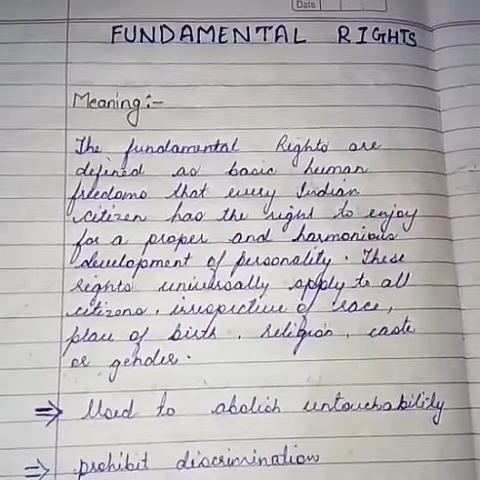 Date
FUNDAMENTAL RIGHTS
Meaning:-
The fundamental Rights are
defined as basic human
freedoms that every Indian
citizen has the right to enjoy
for a proper and harmonious
development of personality. These
rights universally apply to all
citizens, irrespective of race,
place of birth, religion, caste
or gender.
⇒ Used to abolish untouchability
⇒ prohibit discrimination